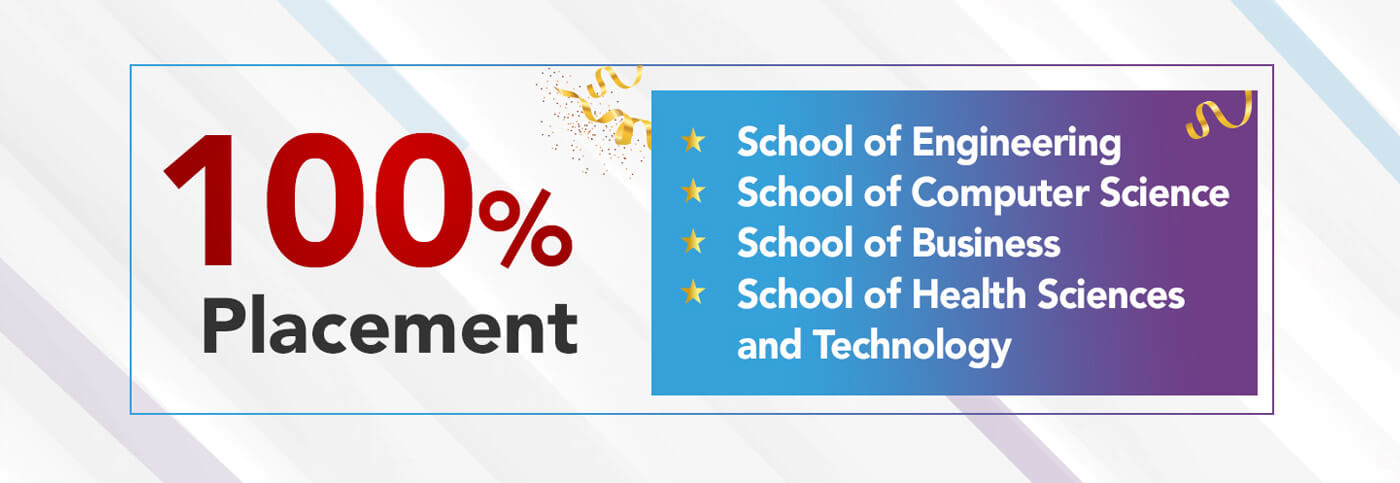 100%
Placement
School of Engineering
School of Computer Science
School of Business
School of Health Sciences
and Technology